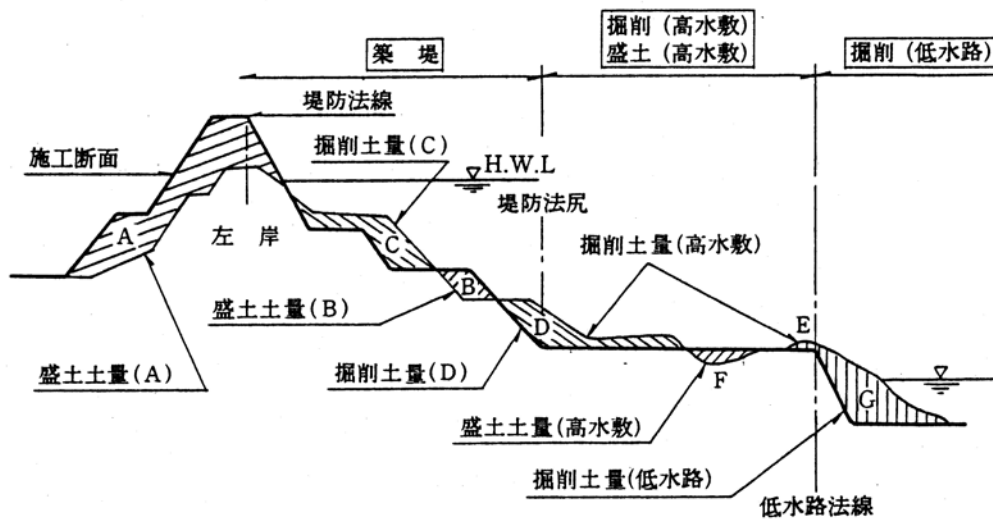 築 堤
掘削(高水敷)
盛土(高水敷)
掘削(低水路)
堤防法線
掘削土量(C)
施工断面
H.W.L
堤防法尻
A
左 岸
C
掘削土量(高水敷)
B
盛土土量(B)
D
E
盛土土量(A)
掘削土量(D)
F
G
盛土土量(高水敷)
掘削土量(低水路)
低水路法線